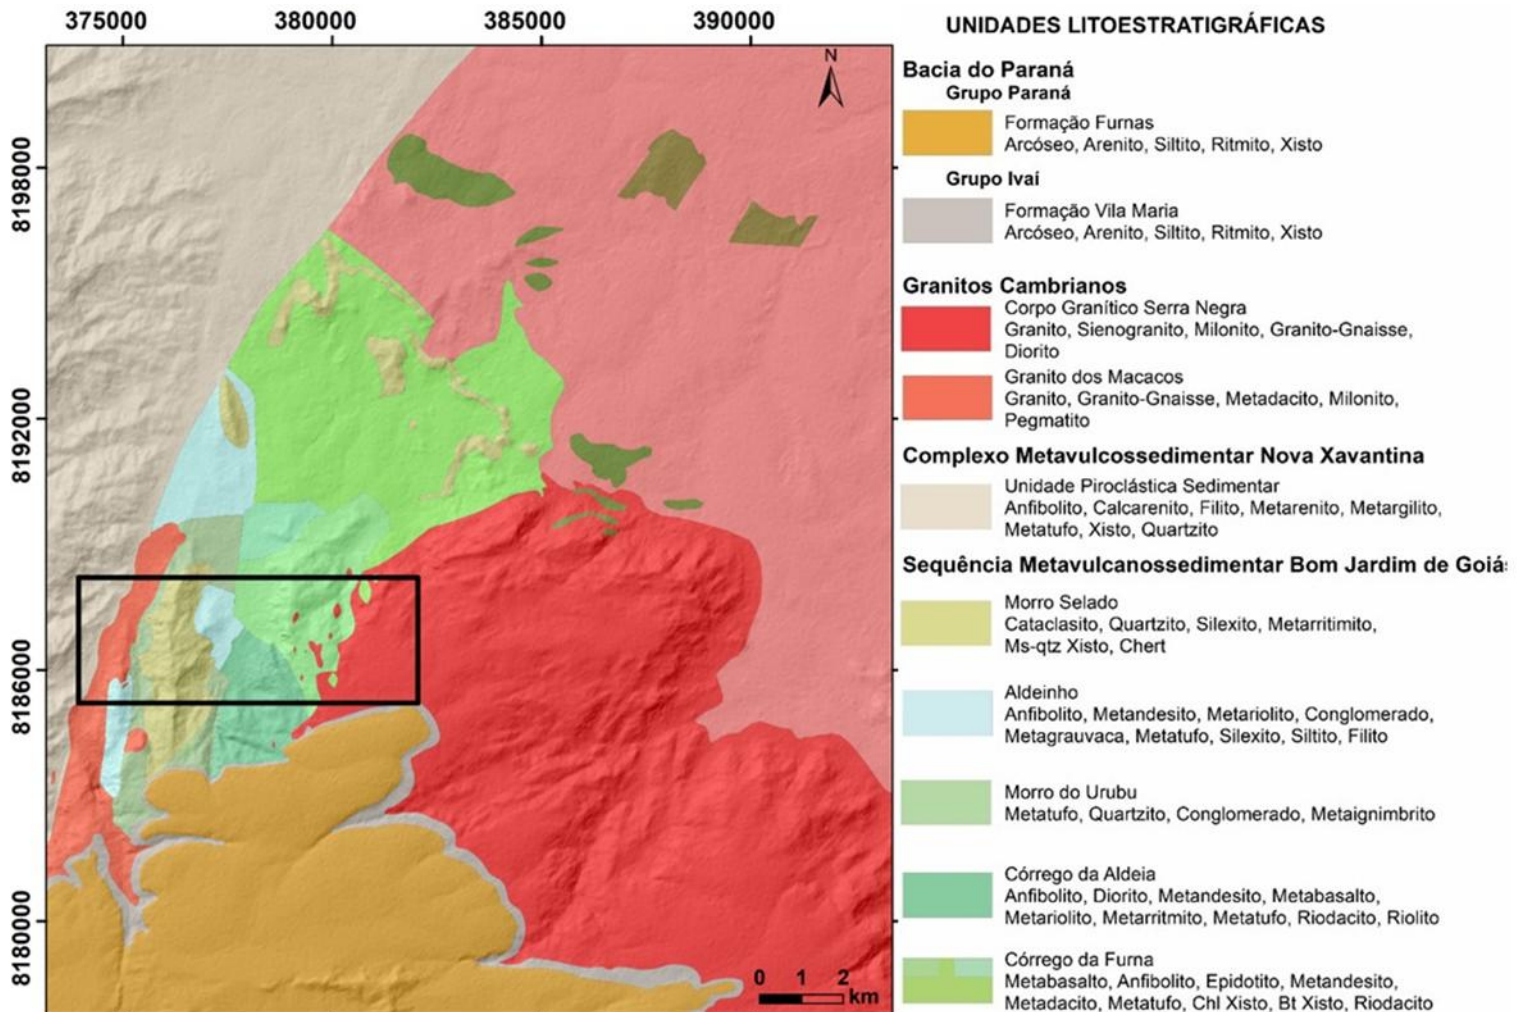 375000 380000 385000 390000
8198000
8192000
8186000
8180000
N
0 1 2
km
UNIDADES LITOESTRATIGRÁFICAS
Bacia do Paraná
Grupo Paraná
Formação Furnas
Arcóseo, Arenito, Siltito, Ritmito, Xisto
Grupo Ivaí
Formação Vila Maria
Arcóseo, Arenito, Siltito, Ritmito, Xisto
Granitos Cambrianos
Corpo Granítico Serra Negra
Granito, Sienogranito, Milonito, Granito-Gnaisse,
Diorito
Granito dos Macacos
Granito, Granito-Gnaisse, Metadacito, Milonito,
Pegmatito
Complexo Metavulcossedimentar Nova Xavantina
Unidade Piroclástica Sedimentar
Anfibolito, Calcarenito, Filito, Metarenito, Metargilito,
Metatufo, Xisto, Quartzito
Sequência Metavulcanossedimentar Bom Jardim de Goiás
Morro Selado
Cataclasito, Quartzito, Silexito, Metarritimito,
Ms-qtz Xisto, Chert
Aldeinho
Anfibolito, Metandesito, Metariolito, Conglomerado,
Metagrauvaca, Metatufo, Silexito, Siltito, Filito
Morro do Urubu
Metatufo, Quartzito, Conglomerado, Metaignimbrito
Córrego da Aldeia
Anfibolito, Diorito, Metandesito, Metabasalto,
Metariolito, Metarritmito, Metatufo, Riodacito, Riolito
Córrego da Furna
Metabasalto, Anfibolito, Epidotito, Metandesito,
Metadacito, Metatufo, Chl Xisto, Bt Xisto, Riodacito